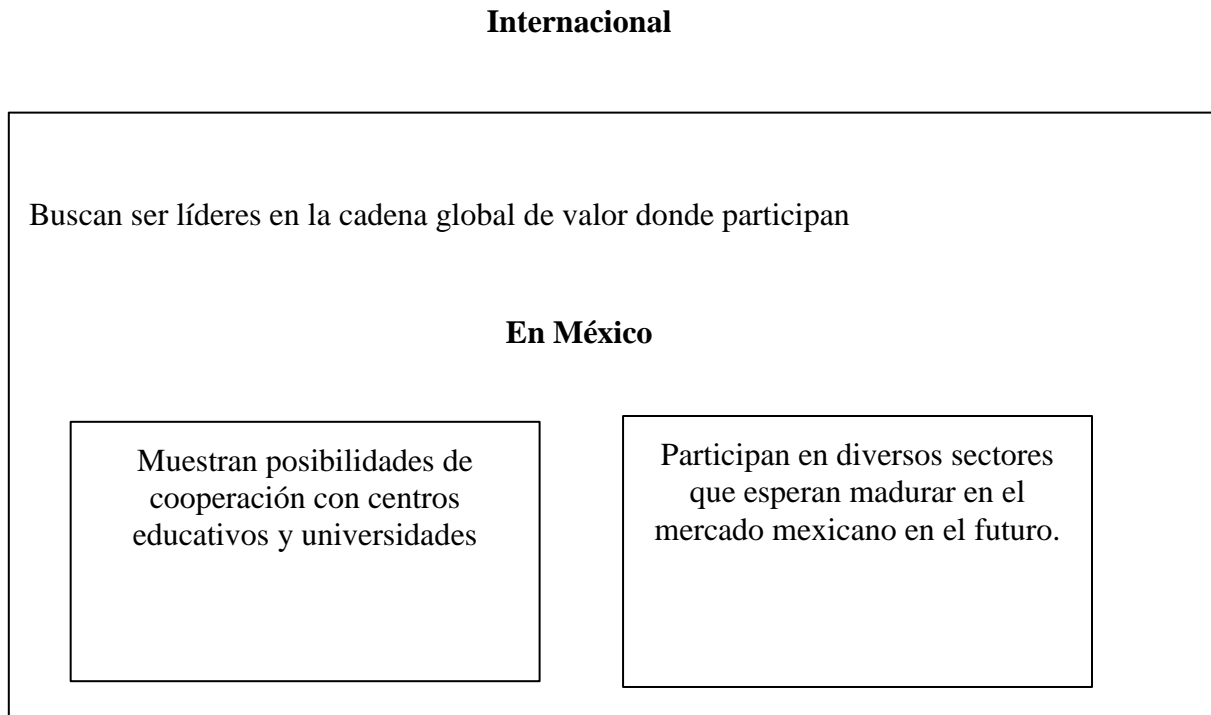 Internacional
Buscan ser líderes en la cadena global de valor donde participan
En México
Muestran posibilidades de
cooperación con centros
educativos y universidades
Participan en diversos sectores
que esperan madurar en el
mercado mexicano en el futuro.